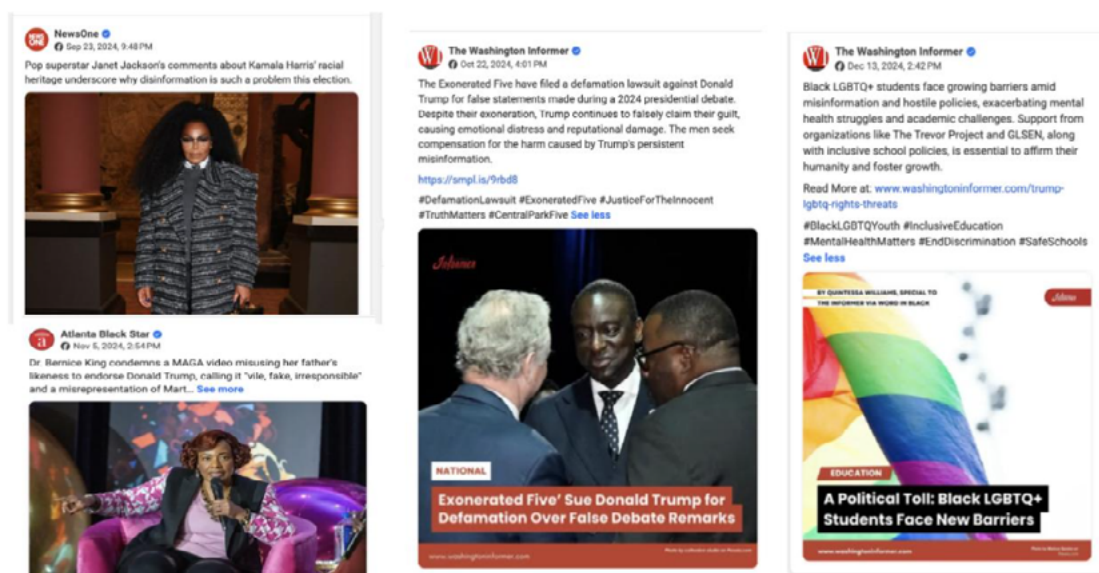 NEWS ONE
NewsOne
Sep 23, 2024, 9:48 PM
Pop superstar Janet Jackson's comments about Kamala Harris' racial
heritage underscore why disinformation is such a problem this election.
a
Atlanta Black Star
Nov 5, 2024, 2:54 PM
Dr. Bernice King condemns a MAGA video misusing her father's
likeness to endorse Donald Trump, calling it "vile, fake, irresponsible"
and a misrepresentation of Mart... See more
WI
The Washington Informer
Oct 22, 2024, 4:01 PM
The Exonerated Five have filed a defamation lawsuit against Donald
Trump for false statements made during a 2024 presidential debate.
Despite their exoneration, Trump continues to falsely claim their guilt,
causing emotional distress and reputational damage. The men seek
compensation for the harm caused by Trump's persistent
misinformation.
https://smpl.is/9rbd8
#DefamationLawsuit #ExoneratedFive #JusticeForTheInnocent
#TruthMatters #CentralParkFive See less
Informer
NATIONAL
Exonerated Five' Sue Donald Trump for
Defamation Over False Debate Remarks
www.washingtoninformer.com
WI
The Washington Informer
Dec 13, 2024, 2:42 PM
Black LGBTQ+ students face growing barriers amid
misinformation and hostile policies, exacerbating mental
health struggles and academic challenges. Support from
organizations like The Trevor Project and GLSEN, along
with inclusive school policies, is essential to affirm their
humanity and foster growth.
Read More at: www.washingtoninformer.com/trump-
lgbtq-rights-threats
#BlackLGBTQYouth #InclusiveEducation
#MentalHealthMatters #EndDiscrimination #SafeSchools
See less
BY QUINTESSA WILLIAMS, SPECIAL TO
THE INFORMER VIA WORD IN BLACK
Informer
EDUCATION
A Political Toll: Black LGBTQ+
Students Face New Barriers
www.washingtoninformer.com